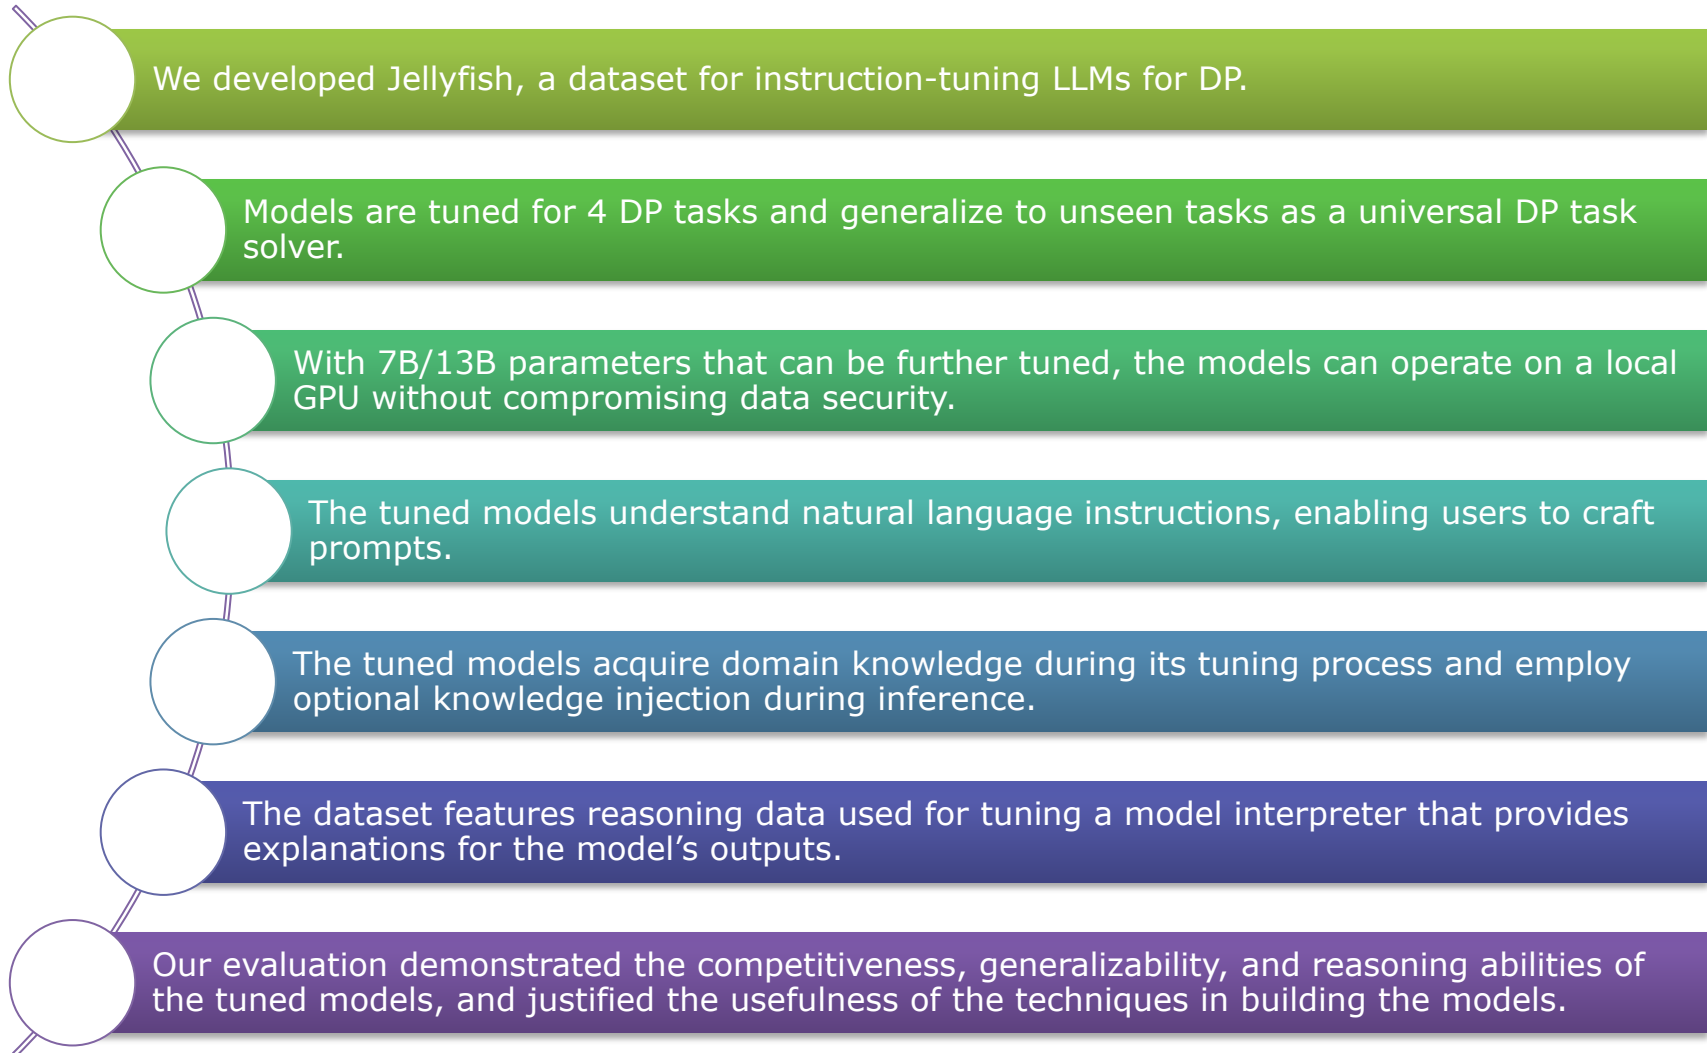 We developed Jellyfish, a dataset for instruction-tuning LLMs for DP.
Models are tuned for 4 DP tasks and generalize to unseen tasks as a universal DP task
solver.
With 7B/13B parameters that can be further tuned, the models can operate on a local
GPU without compromising data security.
The tuned models understand natural language instructions, enabling users to craft
prompts.
The tuned models acquire domain knowledge during its tuning process and employ
optional knowledge injection during inference.
The dataset features reasoning data used for tuning a model interpreter that provides
explanations for the model’s outputs.
Our evaluation demonstrated the competitiveness, generalizability, and reasoning abilities of
the tuned models, and justified the usefulness of the techniques in building the models.